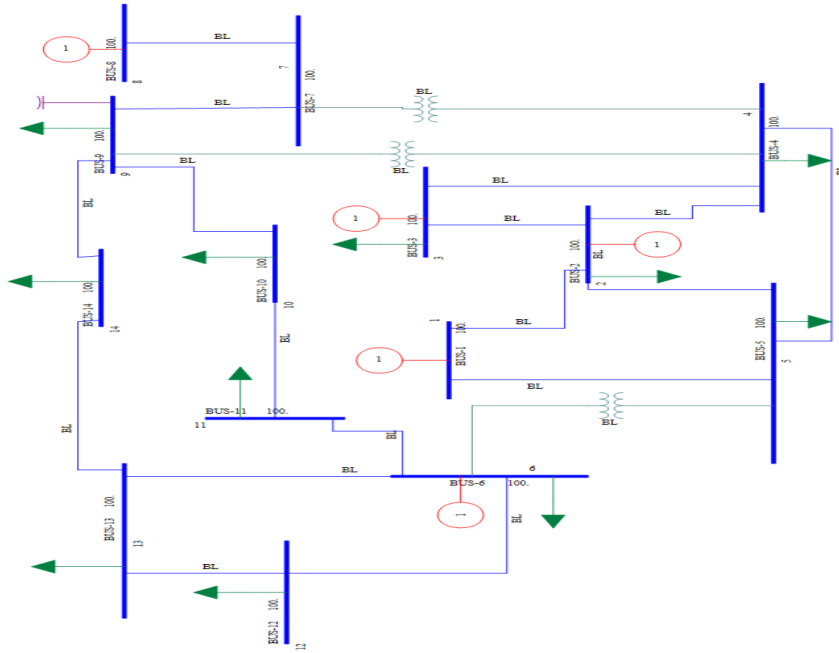 BL
1
100.
BUS-8
8
7
100.
BUS-7
BL
BL
4
100.
BUS-4
100.
BUS-9
9
BL
BL
BL
BL
1
100.
BUS-3
3
BL
BL
100.
BUS-2
BL
2
1
100.
BUS-10
10
100.
BUS-14
14
1
100.
BUS-1
BL
1
BL
100.
BUS-5
5
BL
BL
BUS-11 100.
11
BL
BL
BL
6
BUS-6 100.
1
BL
100.
BUS-13
13
BL
100.
BUS-12
12